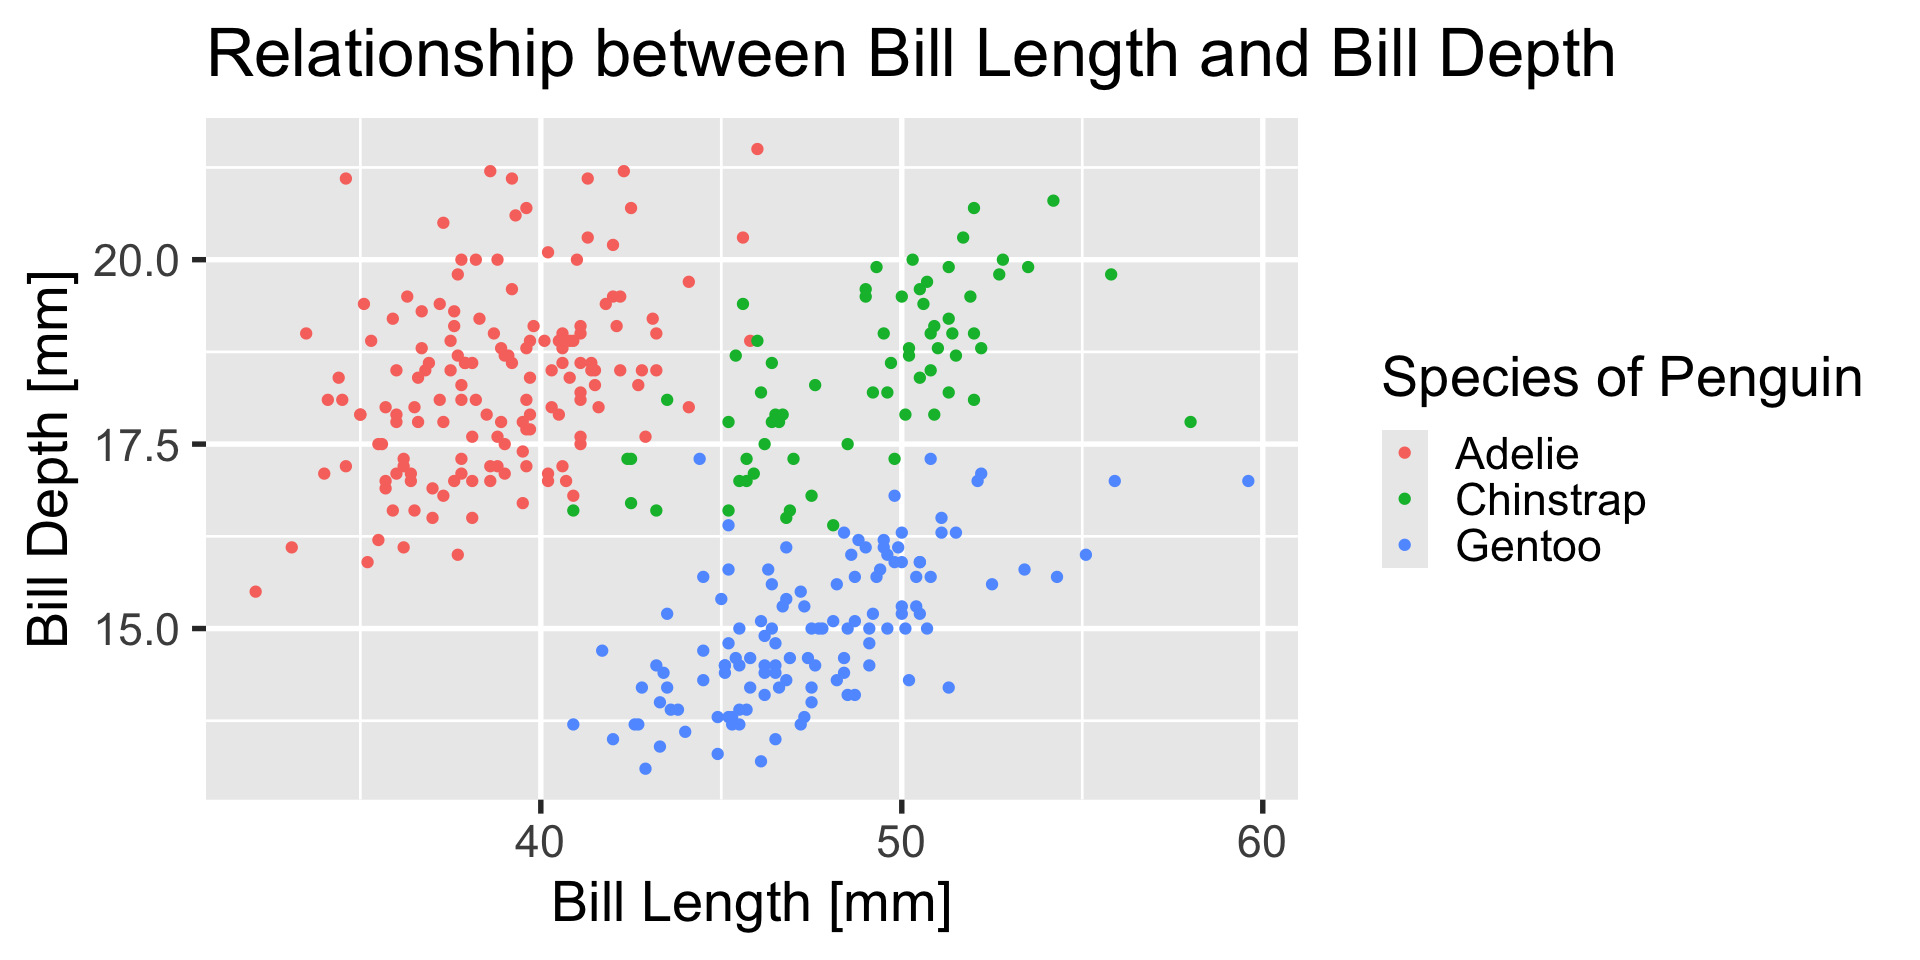 Relationship between Bill Length and Bill Depth
Bill Depth [mm]
20.0
17.5
15.0
40 50 60
Bill Length [mm]
Species of Penguin
Adelie
Chinstrap
Gentoo